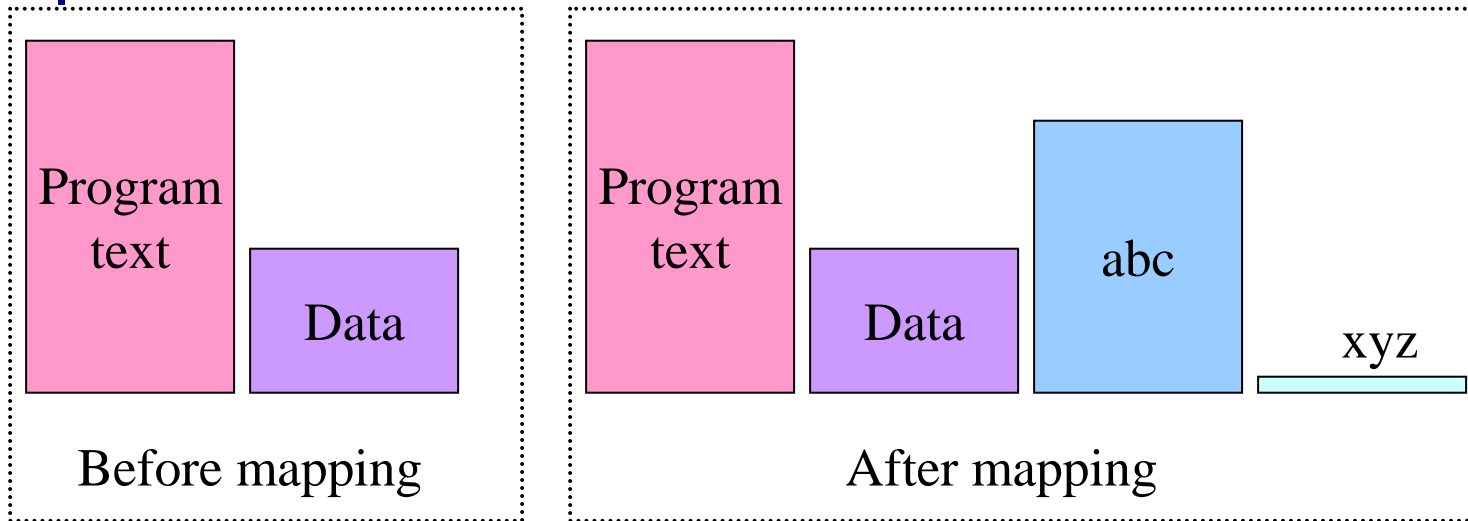 Program
text
Data
Before mapping
Program
text
Data
abc
xyz
After mapping